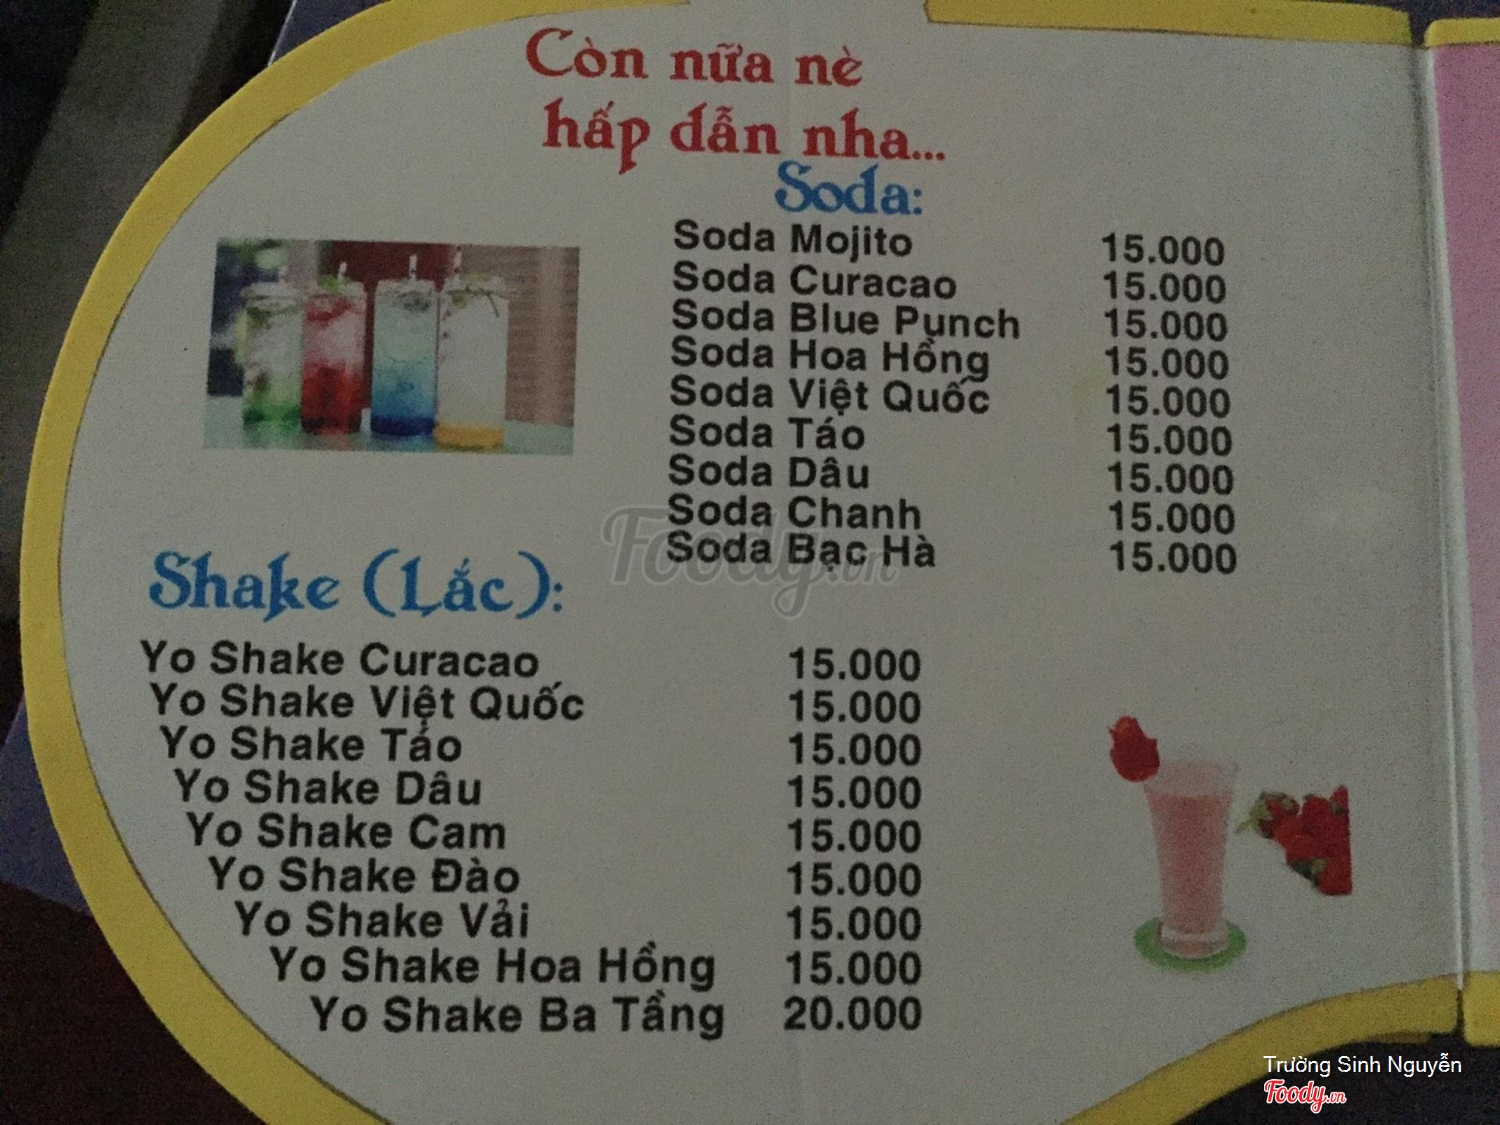 Còn nữa nè
hấp dẫn nha...
Soda:
Soda Mojito 15.000
Soda Curacao 15.000
Soda Blue Punch 15.000
Soda Hoa Hồng 15.000
Soda Việt Quốc 15.000
Soda Táo 15.000
Soda Dâu 15.000
Soda Chanh 15.000
Soda Bạc Hà 15.000
Foody.vn
Shake (Lắc):
Yo Shake Curacao 15.000
Yo Shake Việt Quốc 15.000
Yo Shake Táo 15.000
Yo Shake Dâu 15.000
Yo Shake Cam 15.000
Yo Shake Đào 15.000
Yo Shake Vải 15.000
Yo Shake Hoa Hồng 15.000
Yo Shake Ba Tầng 20.000
Trường Sinh Nguyễn
Foody.vn